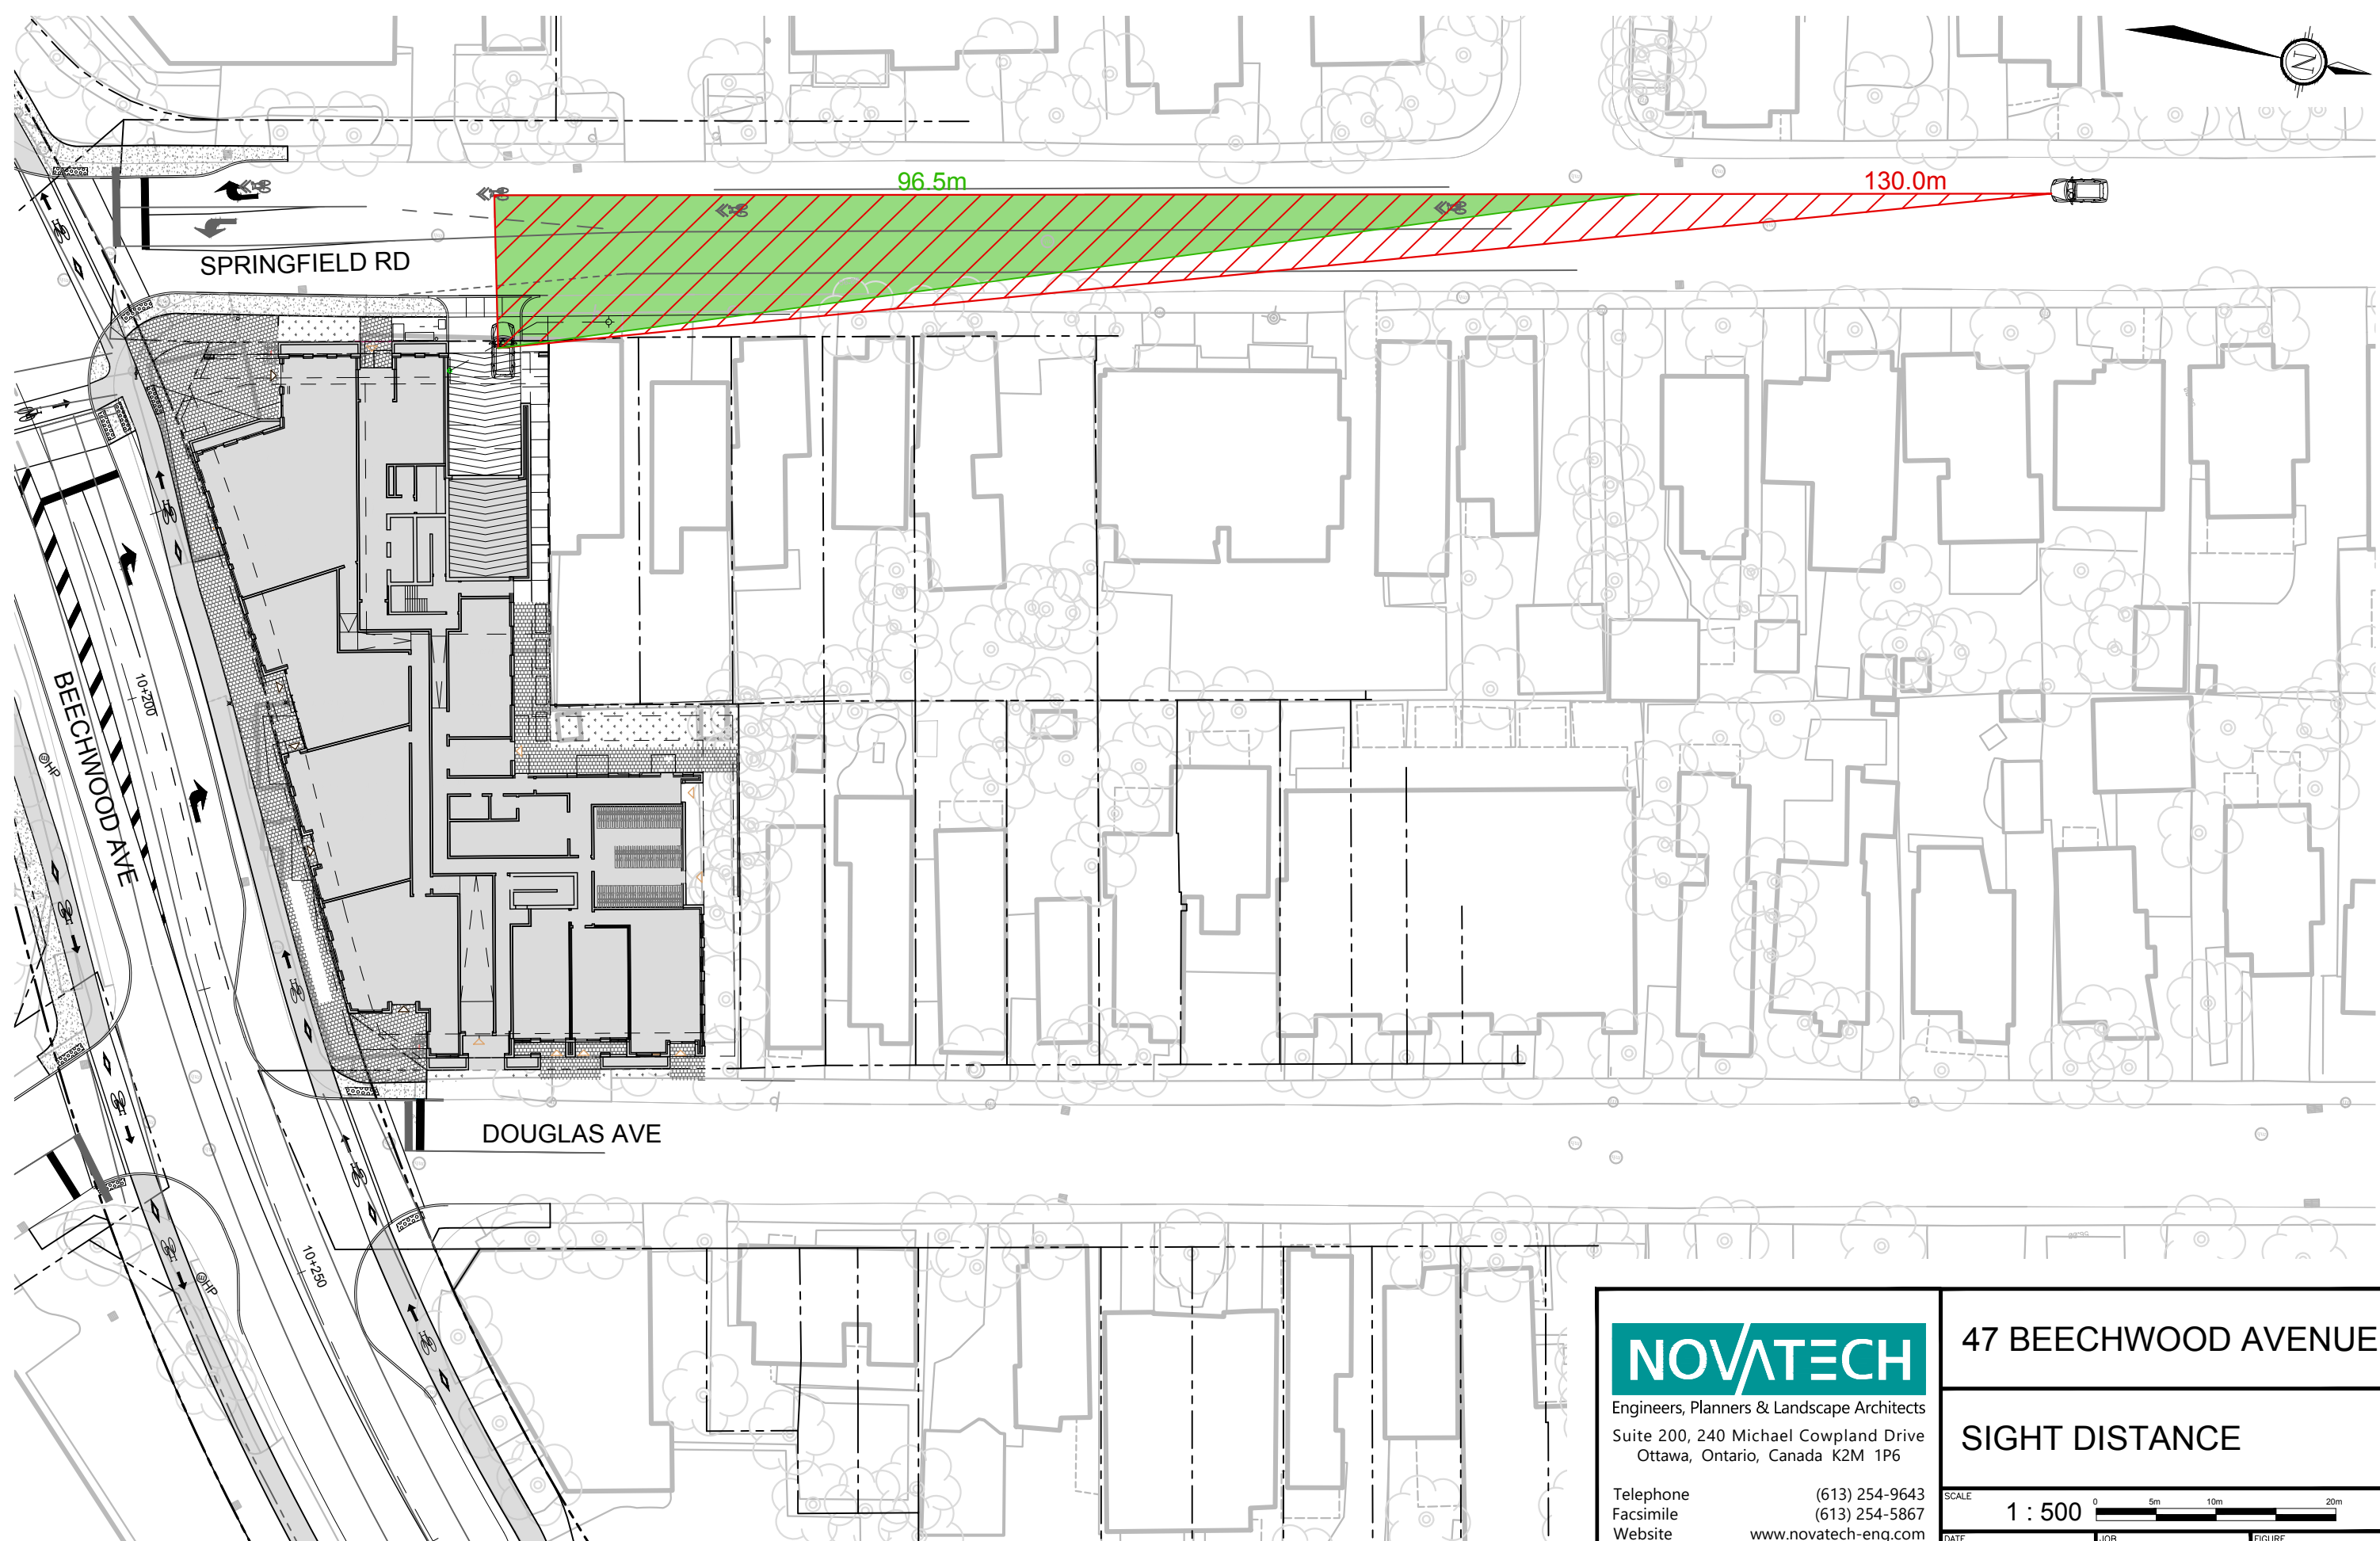 N
96.5m
130.0m
SPRINGFIELD RD
BEECHWOOD AVE
10+200
HP
DOUGLAS AVE
10+250
HP
NOVATECH
Engineers, Planners & Landscape Architects
Suite 200, 240 Michael Cowpland Drive
Ottawa, Ontario, Canada K2M 1P6
Telephone (613) 254-9643
Facsimile (613) 254-5867
Website www.novatech-eng.com
47 BEECHWOOD AVENUE
SIGHT DISTANCE
SCALE
1 : 500
0 5m 10m 20m
DATE JOB FIGURE